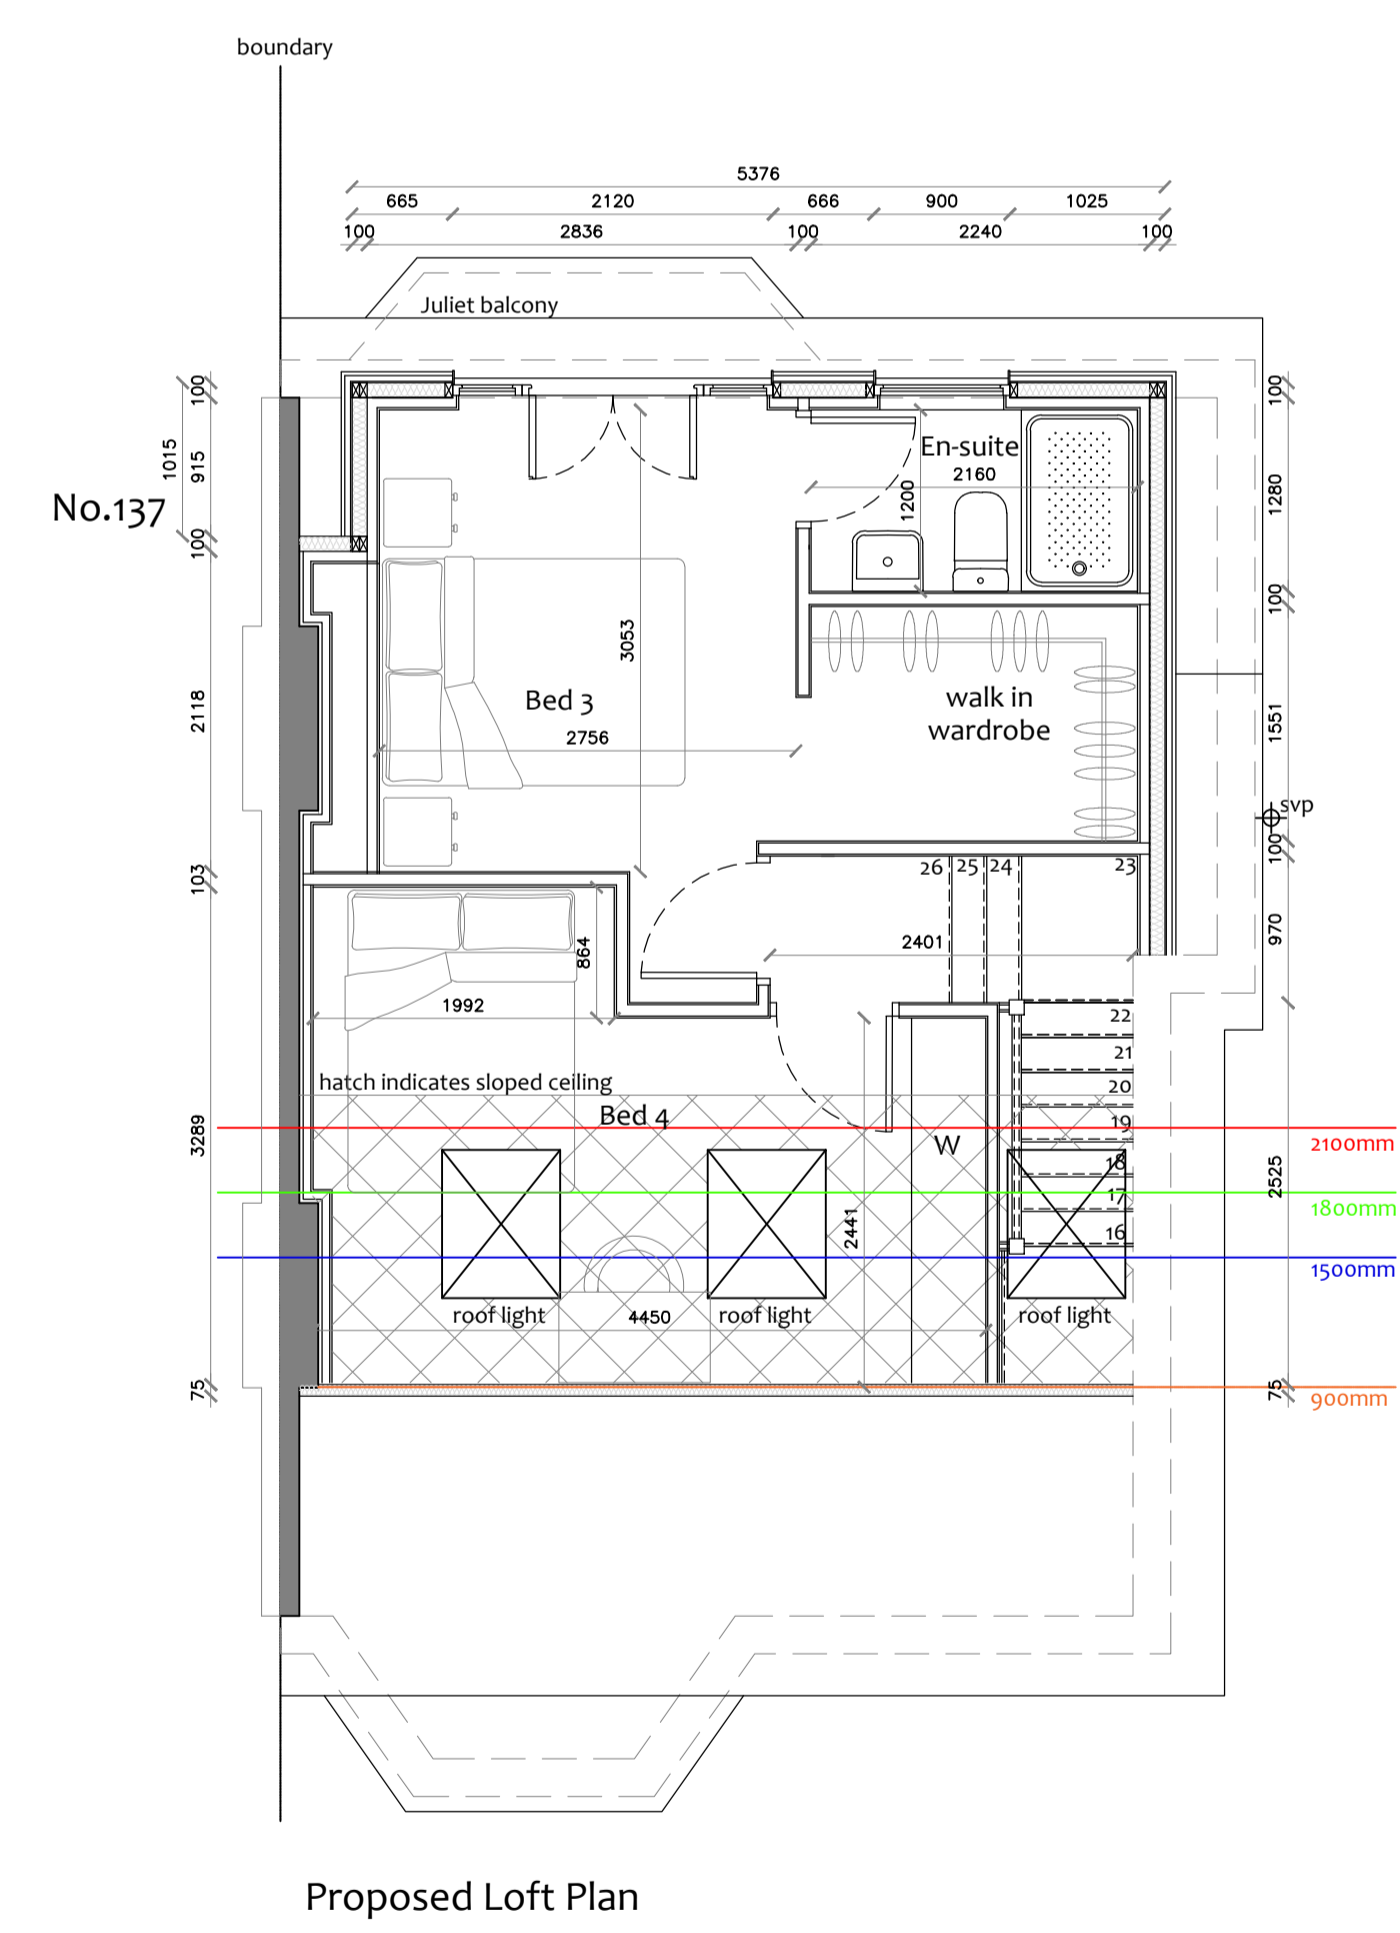 boundary
5376
665 2120 666 900 1025
100 2836 100 2240 100
Juliet balcony
100
1015
915
100
No.137
2118
103
3289
75
100
1280
100
1551
svp
100
970
2525
75
En-suite
2160
1200
3053
Bed 3
2756
walk in
wardrobe
26 25 24 23
2401
864
1992
22
21
20
19
18
17
16
hatch indicates sloped ceiling
Bed 4
W
2441
2100mm
1800mm
1500mm
900mm
roof light
4450
roof light
roof light
Proposed Loft Plan